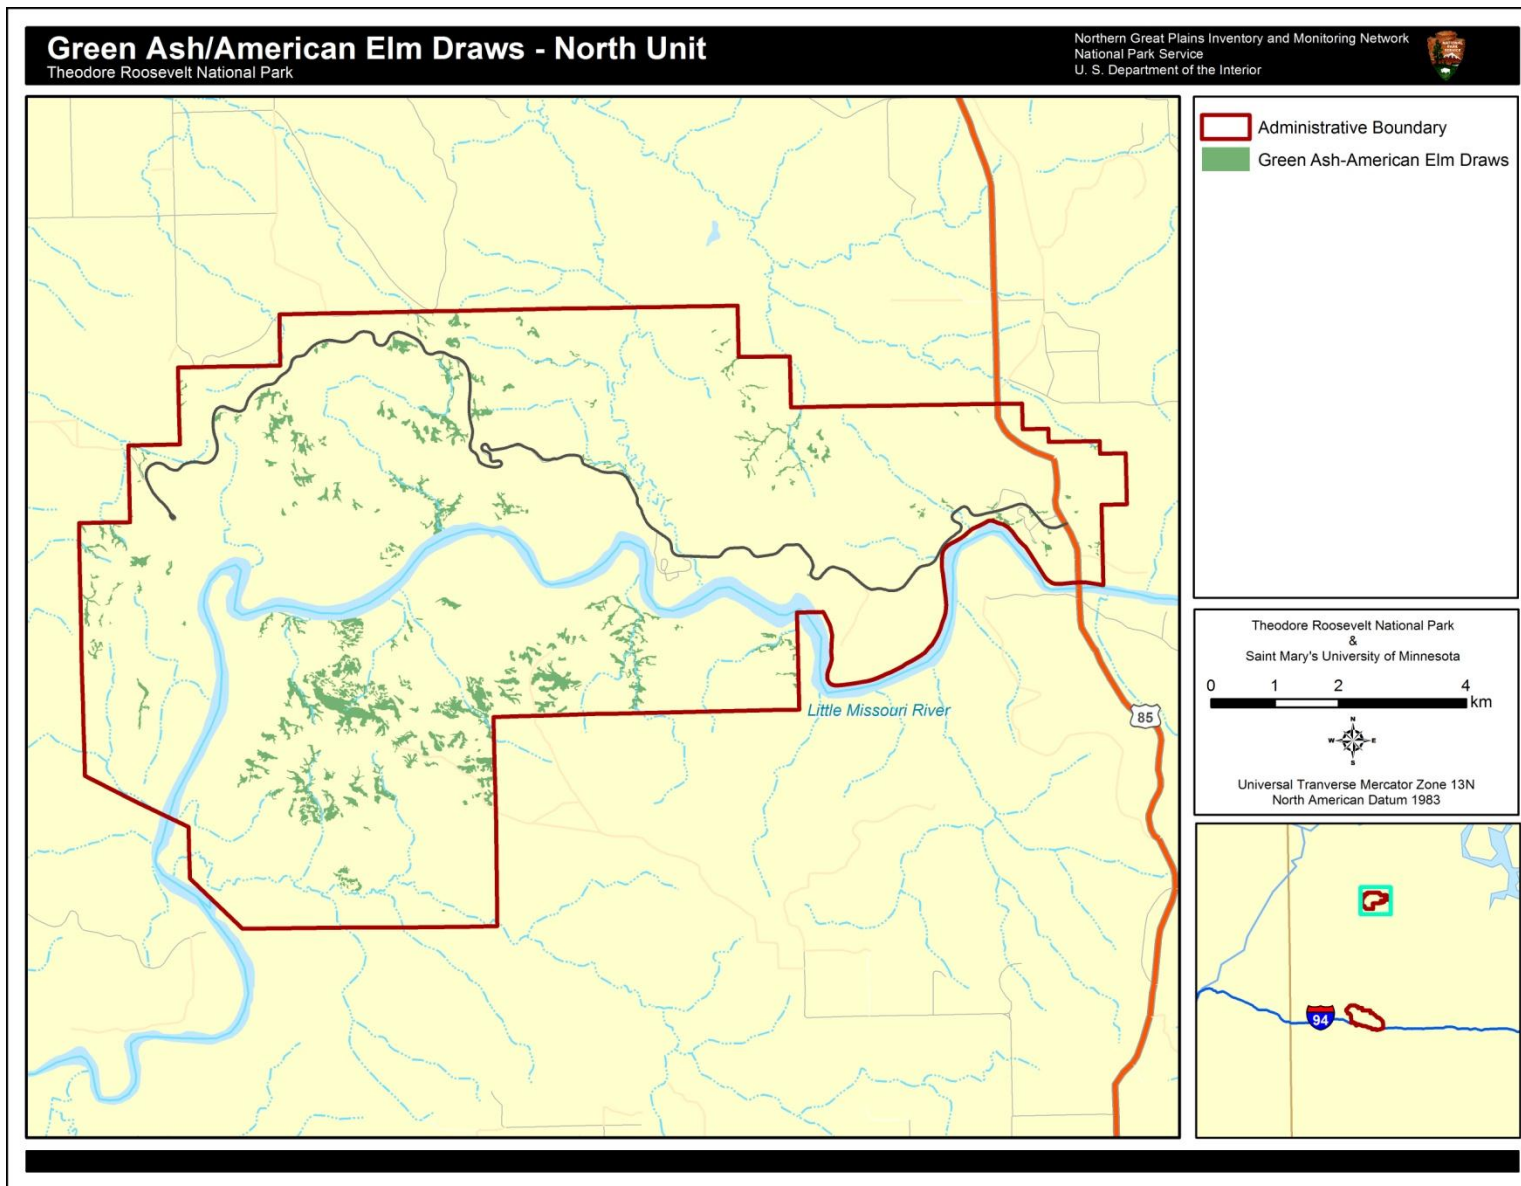 Green Ash/American Elm Draws - North Unit
Theodore Roosevelt National Park
Northern Great Plains Inventory and Monitoring Network
National Park Service
U. S. Department of the Interior
Administrative Boundary
Green Ash-American Elm Draws
Little Missouri River
85
Theodore Roosevelt National Park
&
Saint Mary's University of Minnesota
0 1 2 4
km
N
W E
S
Universal Tranverse Mercator Zone 13N
North American Datum 1983
94